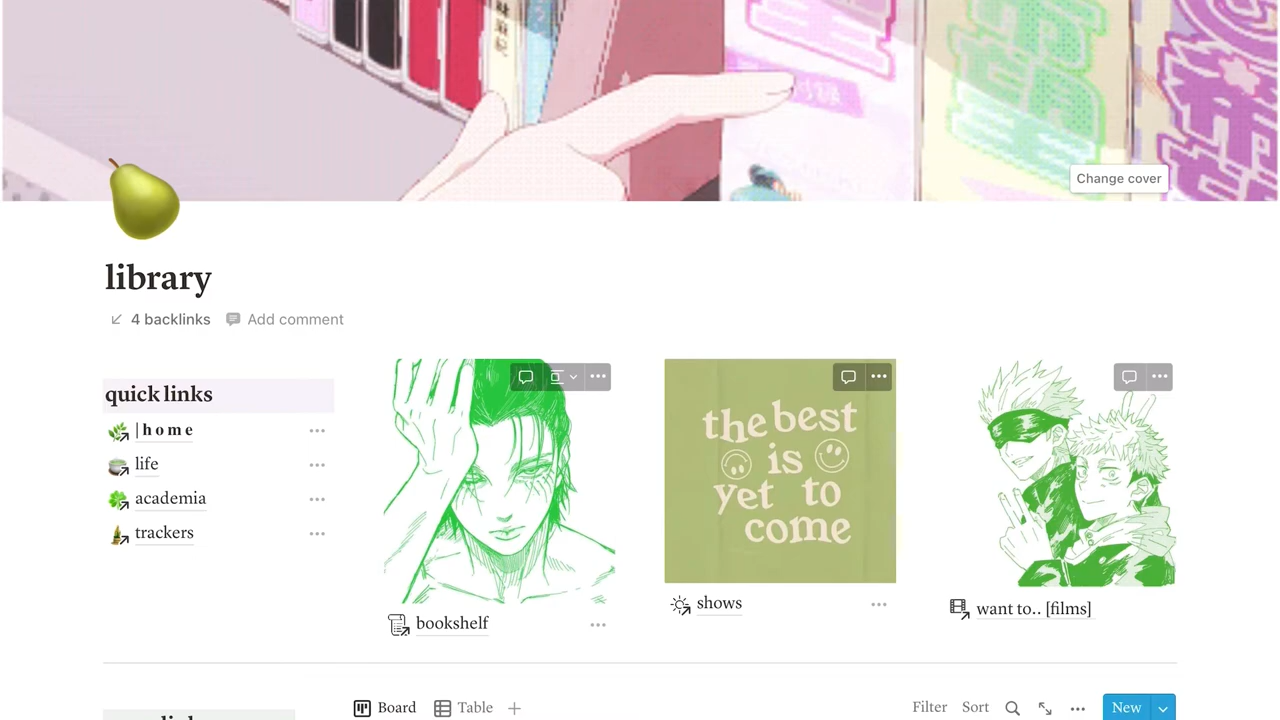 Change cover
library
4 backlinks
Add comment
quick links
| h o m e
life
academia
trackers
bookshelf
the best
is
yet to
come
shows
want to.. [films]
Board
Table
Filter
Sort
New